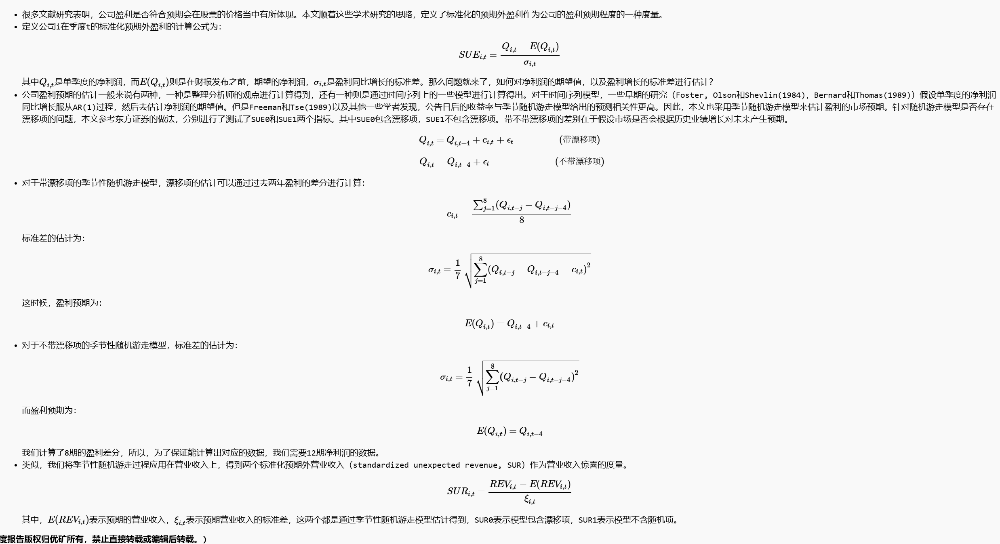 • 很多文献研究表明，公司盈利是否符合预期会在股票的价格当中有所体现。本文顺着这些学术研究的思路，定义了标准化的预期外盈利作为公司的盈利预期程度的一种度量。
• 定义公司i在季度t的标准化预期外盈利的计算公式为：
$$SUE_{i,t} = \frac{Q_{i,t} - E(Q_{i,t})}{\sigma_{i,t}}$$
其中$Q_{i,t}$是单季度的净利润，而$E(Q_{i,t})$则是在财报发布之前，期望的净利润，$\sigma_{i,t}$是盈利同比增长的标准差。那么问题就来了，如何对净利润的期望值，以及盈利增长的标准差进行估计？
• 公司盈利预期的估计一般来说有两种，一种是整理分析师的观点进行计算得到，还有一种则是通过时间序列上的一些模型进行计算得出。对于时间序列模型，一些早期的研究（Foster, Olson和Shevlin(1984)，Bernard和Thomas(1989)）假设单季度的净利润
同比增长服从AR(1)过程，然后去估计净利润的期望值。但是Freeman和Tse(1989)以及其他一些学者发现，公告日后的收益率与季节随机游走模型给出的预测相关性更高。因此，本文也采用季节随机游走模型来估计盈利的市场预期。针对随机游走模型是否存在
漂移项的问题，本文参考东方证券的做法，分别进行了测试了SUE0和SUE1两个指标。其中SUE0包含漂移项，SUE1不包含漂移项。带不带漂移项的差别在于假设市场是否会根据历史业绩增长对未来产生预期。
$$Q_{i,t} = Q_{i,t-4} + c_{i,t} + \epsilon_t \qquad (带漂移项)$$
$$Q_{i,t} = Q_{i,t-4} + \epsilon_t \qquad (不带漂移项)$$
• 对于带漂移项的季节性随机游走模型，漂移项的估计可以通过过去两年盈利的差分进行计算：
$$c_{i,t} = \frac{\sum_{j=1}^{8}(Q_{i,t-j} - Q_{i,t-j-4})}{8}$$
标准差的估计为：
$$\sigma_{i,t} = \frac{1}{7}\sqrt{\sum_{j=1}^{8}(Q_{i,t-j} - Q_{i,t-j-4} - c_{i,t})^2}$$
这时候，盈利预期为：
$$E(Q_{i,t}) = Q_{i,t-4} + c_{i,t}$$
• 对于不带漂移项的季节性随机游走模型，标准差的估计为：
$$\sigma_{i,t} = \frac{1}{7}\sqrt{\sum_{j=1}^{8}(Q_{i,t-j} - Q_{i,t-j-4})^2}$$
而盈利预期为：
$$E(Q_{i,t}) = Q_{i,t-4}$$
我们计算了8期的盈利差分，所以，为了保证能计算出对应的数据，我们需要12期净利润的数据。
• 类似，我们将季节性随机游走过程应用在营业收入上，得到两个标准化预期外营业收入（standardized unexpected revenue, SUR）作为营业收入惊喜的度量。
$$SUR_{i,t} = \frac{REV_{i,t} - E(REV_{i,t})}{\xi_{i,t}}$$
其中，$E(REV_{i,t})$表示预期的营业收入，$\xi_{i,t}$表示预期营业收入的标准差，这两个都是通过季节性随机游走模型估计得到，SUR0表示模型包含漂移项，SUR1表示模型不含随机项。
度报告版权归优矿所有，禁止直接转载或编辑后转载。）